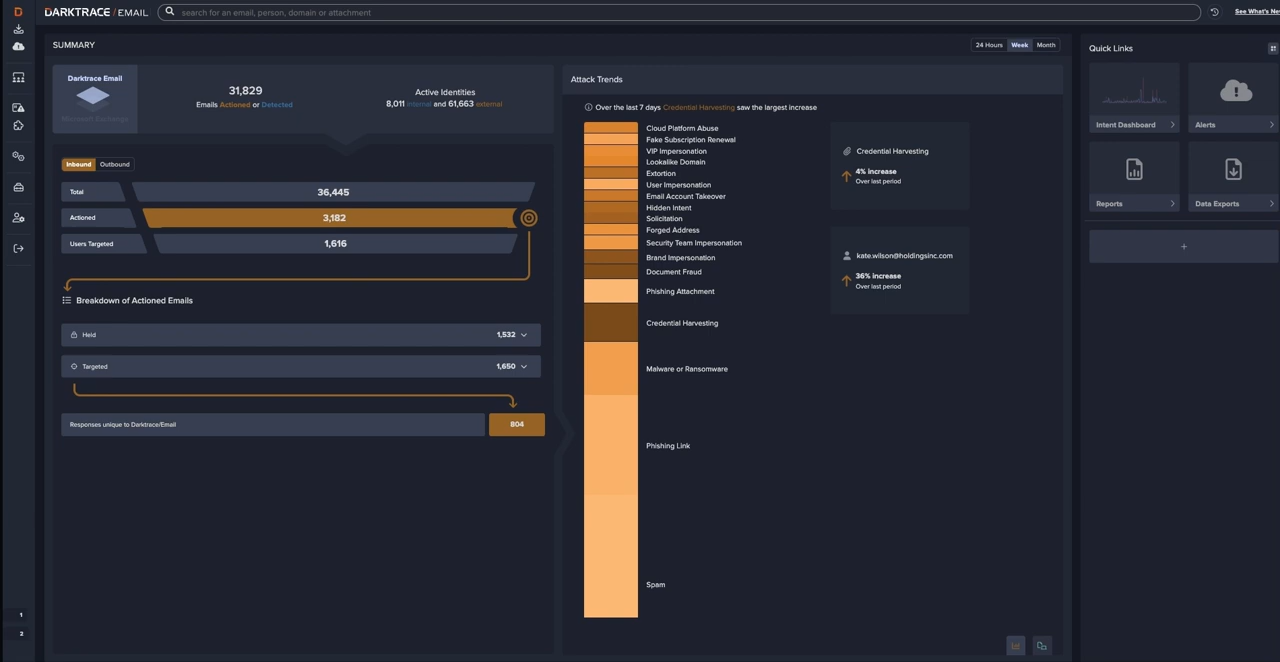 DARKTRACE / EMAIL
search for an email, person, domain or attachment
See What's New
SUMMARY
24 Hours Week Month
Darktrace Email
Microsoft Exchange
31,829
Emails Actioned or Detected
Active Identities
8,011 internal and 61,663 external
Inbound Outbound
Total 36,445
Actioned 3,182
Users Targeted 1,616
Breakdown of Actioned Emails
Held 1,532
Targeted 1,650
Responses unique to Darktrace/Email 804
Attack Trends
Over the last 7 days Credential Harvesting saw the largest increase
Cloud Platform Abuse
Fake Subscription Renewal
VIP Impersonation
Lookalike Domain
Extortion
User Impersonation
Email Account Takeover
Hidden Intent
Solicitation
Forged Address
Security Team Impersonation
Brand Impersonation
Document Fraud
Phishing Attachment
Credential Harvesting
Malware or Ransomware
Phishing Link
Spam
Credential Harvesting
4% increase
Over last period
kate.wilson@holdingsinc.com
36% increase
Over last period
Quick Links
Intent Dashboard
Alerts
Reports
Data Exports
+
1
2